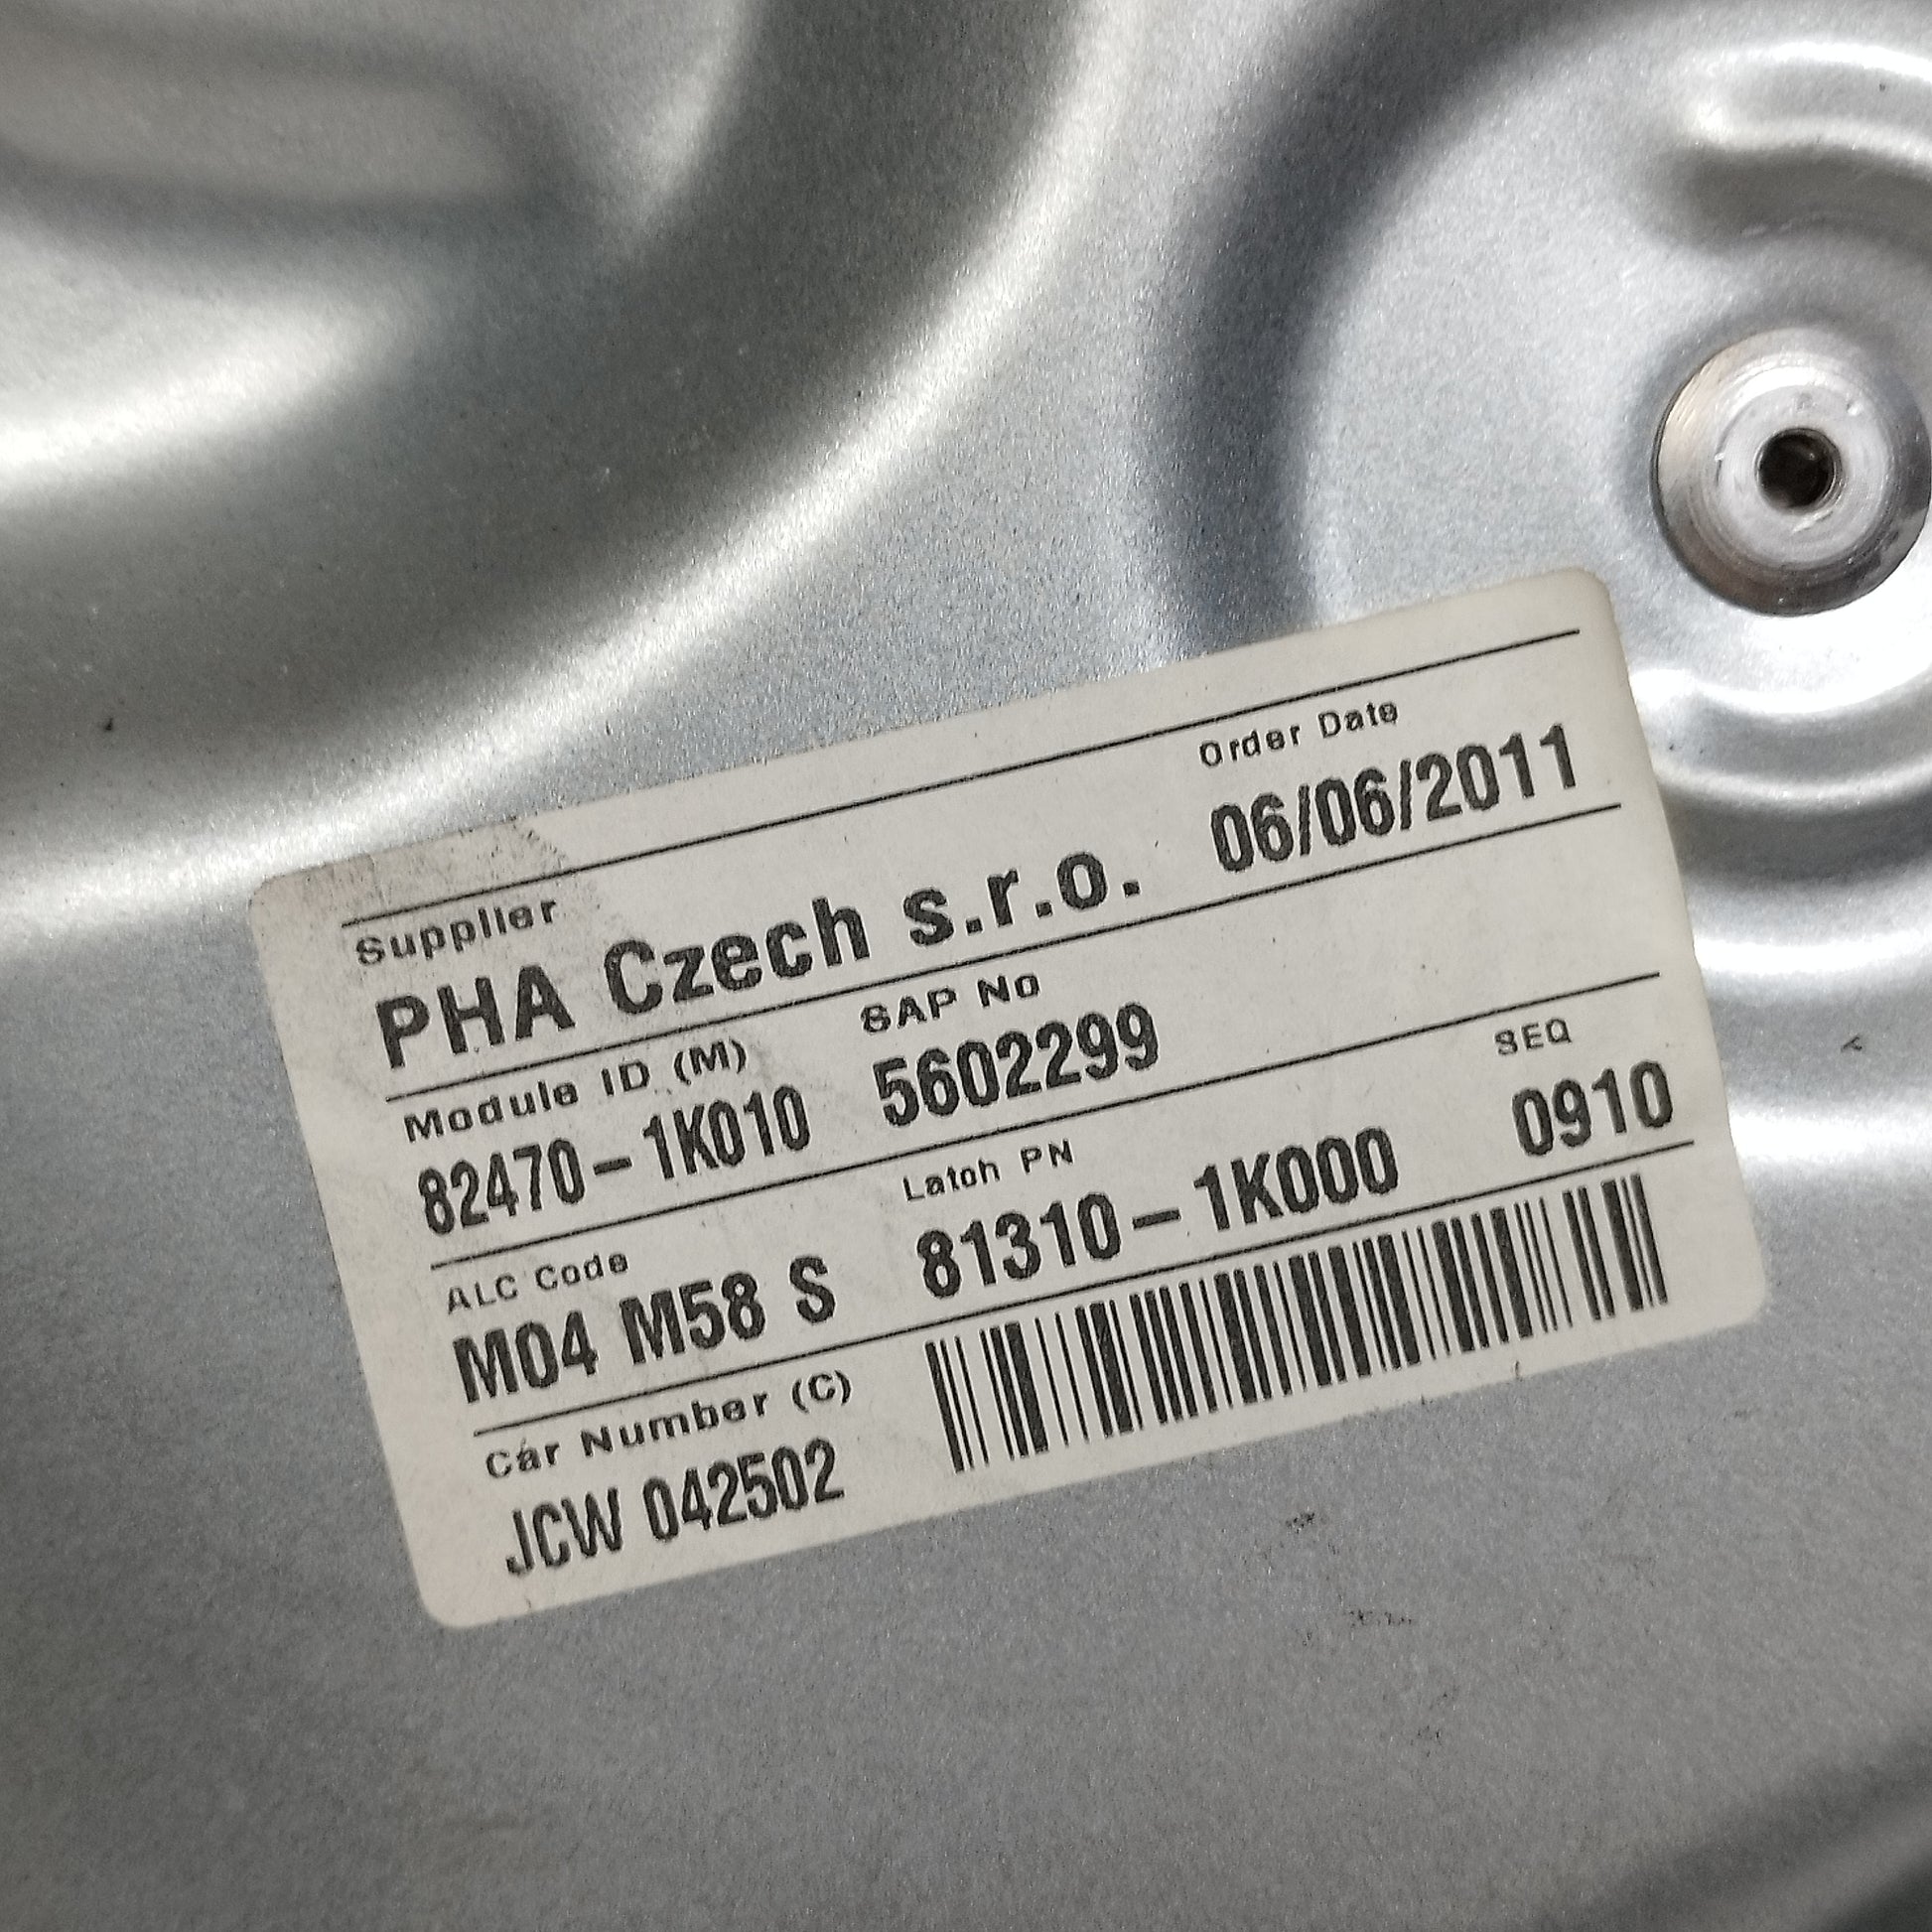 Supplier Order Date
PHA Czech s.r.o. 06/06/2011
Module ID (M) SAP No
82470-1K010 5602299
ALC Code Latch PN SEQ
M04 M58 S 81310-1K000 0910
Car Number (C)
JCW 042502